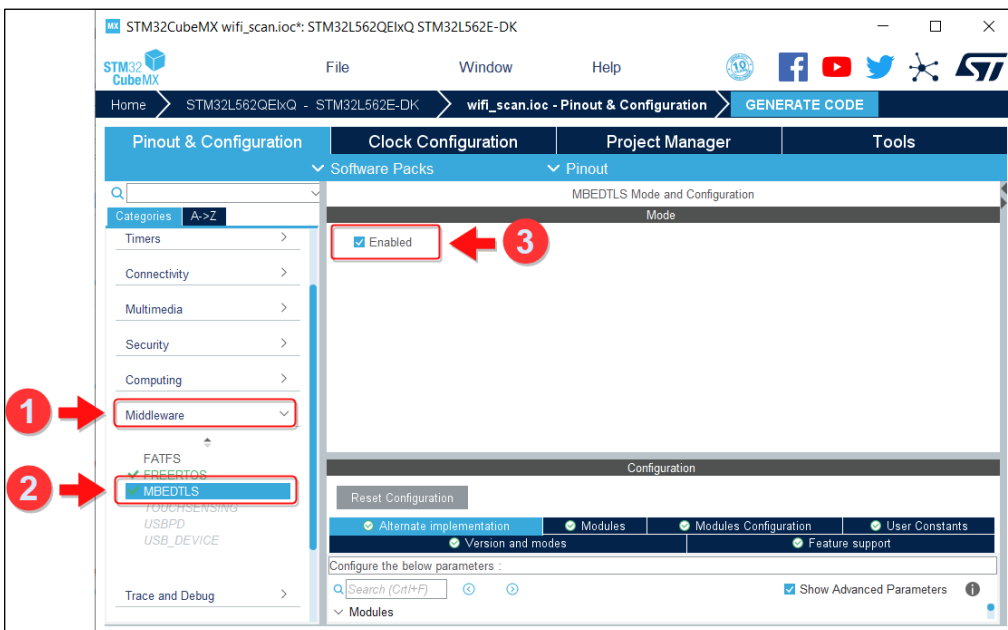 MX STM32CubeMX wifi_scan.ioc*: STM32L562QEIxQ STM32L562E-DK
STM32 CubeMX File Window Help 10
Home STM32L562QEIxQ - STM32L562E-DK wifi_scan.ioc - Pinout & Configuration GENERATE CODE
Pinout & Configuration Clock Configuration Project Manager Tools
Software Packs Pinout
MBEDTLS Mode and Configuration
Categories A->Z
Mode
Timers
Enabled 3
Connectivity
Multimedia
Security
Computing
1 Middleware
FATFS
FREERTOS
2 MBEDTLS
TOUCHSENSING
USBPD
USB_DEVICE
Trace and Debug
Configuration
Reset Configuration
Alternate implementation Modules Modules Configuration User Constants
Version and modes Feature support
Configure the below parameters :
Search (Crtl+F) Show Advanced Parameters
Modules